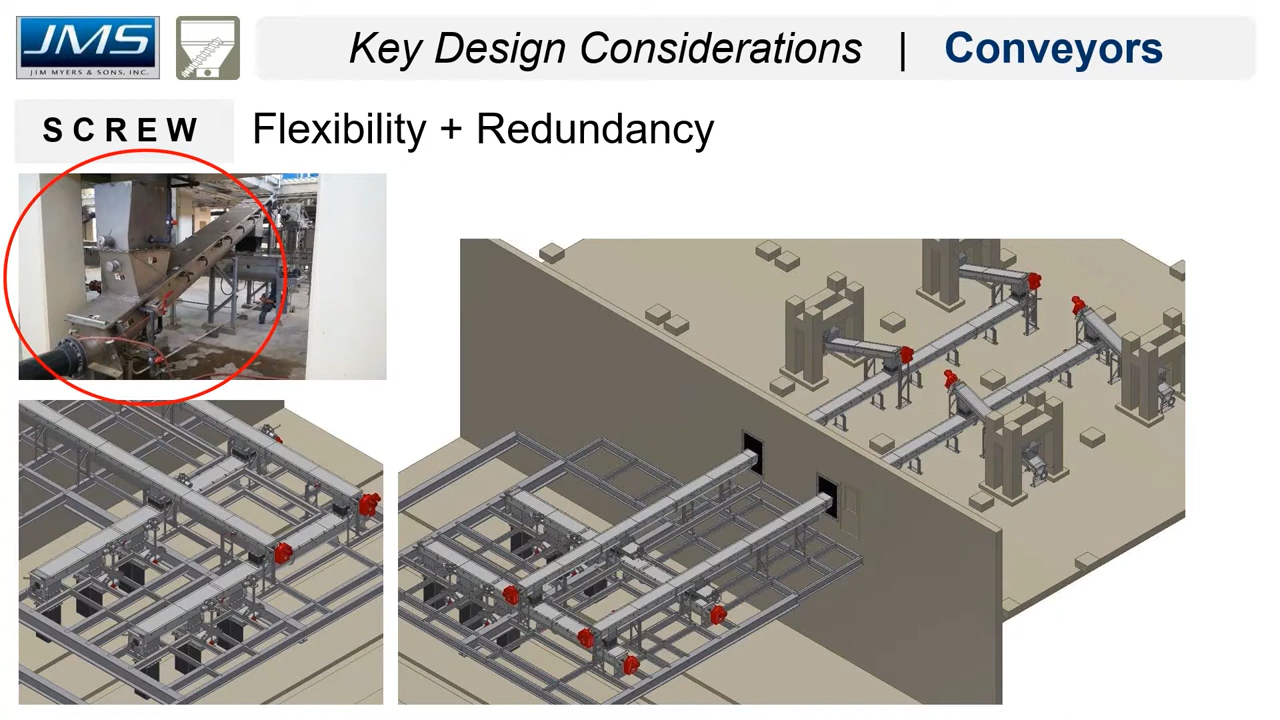 JMS
JIM MYERS & SONS, INC.
Key Design Considerations | Conveyors
SCREW
Flexibility + Redundancy